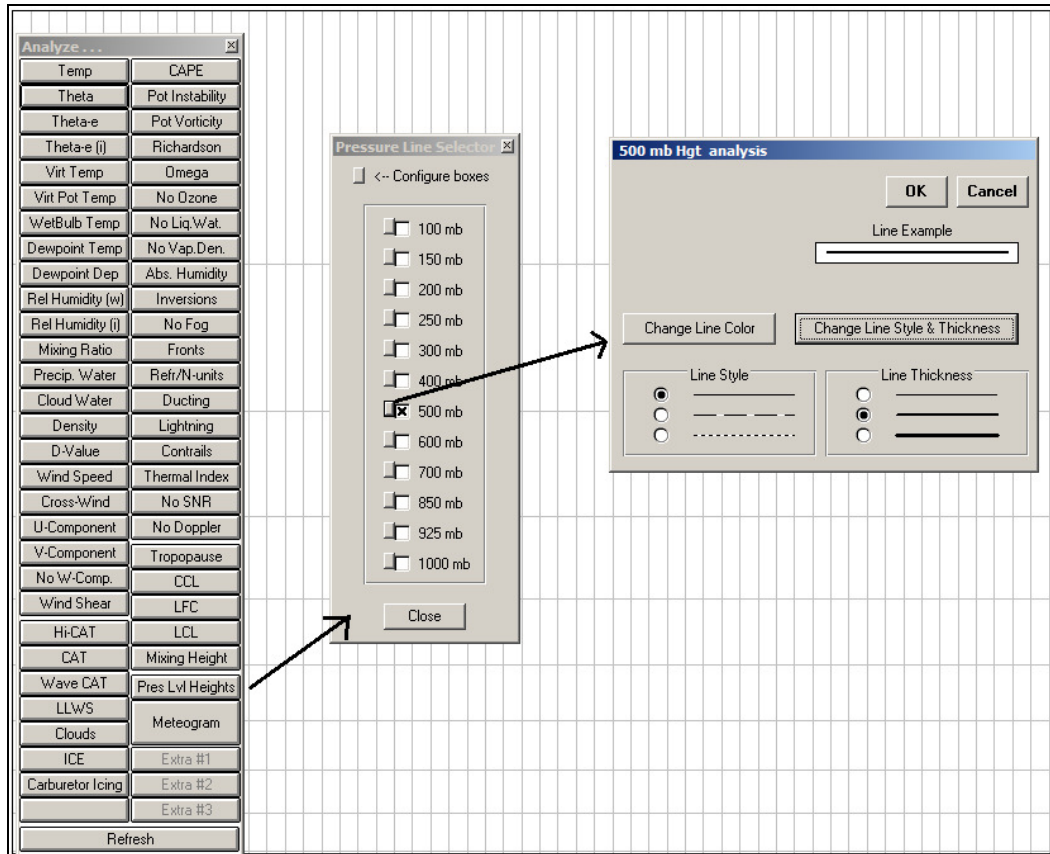 Analyze . . .
Temp
CAPE
Theta
Pot Instability
Theta-e
Pot Vorticity
Theta-e (i)
Richardson
Virt Temp
Omega
Virt Pot Temp
No Ozone
WetBulb Temp
No Liq.Wat.
Dewpoint Temp
No Vap.Den.
Dewpoint Dep
Abs. Humidity
Rel Humidity (w)
Inversions
Rel Humidity (i)
No Fog
Mixing Ratio
Fronts
Precip. Water
Refr/N-units
Cloud Water
Ducting
Density
Lightning
D-Value
Contrails
Wind Speed
Thermal Index
Cross-Wind
No SNR
U-Component
No Doppler
V-Component
Tropopause
No W-Comp.
CCL
Wind Shear
LFC
Hi-CAT
LCL
CAT
Mixing Height
Wave CAT
Pres Lvl Heights
LLWS
Meteogram
Clouds
ICE
Extra #1
Carburetor Icing
Extra #2
Extra #3
Refresh
Pressure Line Selector
<-- Configure boxes
100 mb
150 mb
200 mb
250 mb
300 mb
400 mb
500 mb
600 mb
700 mb
850 mb
925 mb
1000 mb
Close
500 mb Hgt analysis
OK
Cancel
Line Example
Change Line Color
Change Line Style & Thickness
Line Style
Line Thickness